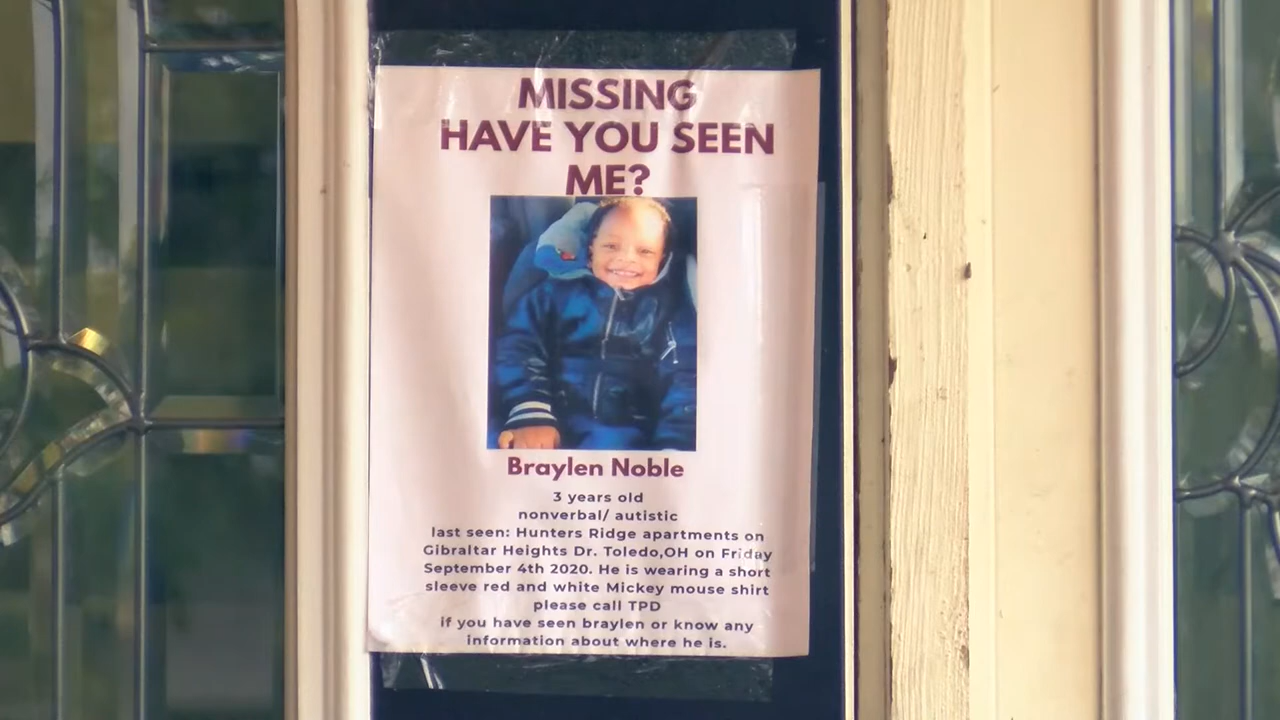 MISSING
HAVE YOU SEEN
ME?
Braylen Noble
3 years old
nonverbal/ autistic
last seen: Hunters Ridge apartments on
Gibraltar Heights Dr. Toledo,OH on Friday
September 4th 2020. He is wearing a short
sleeve red and white Mickey mouse shirt
please call TPD
if you have seen braylen or know any
information about where he is.